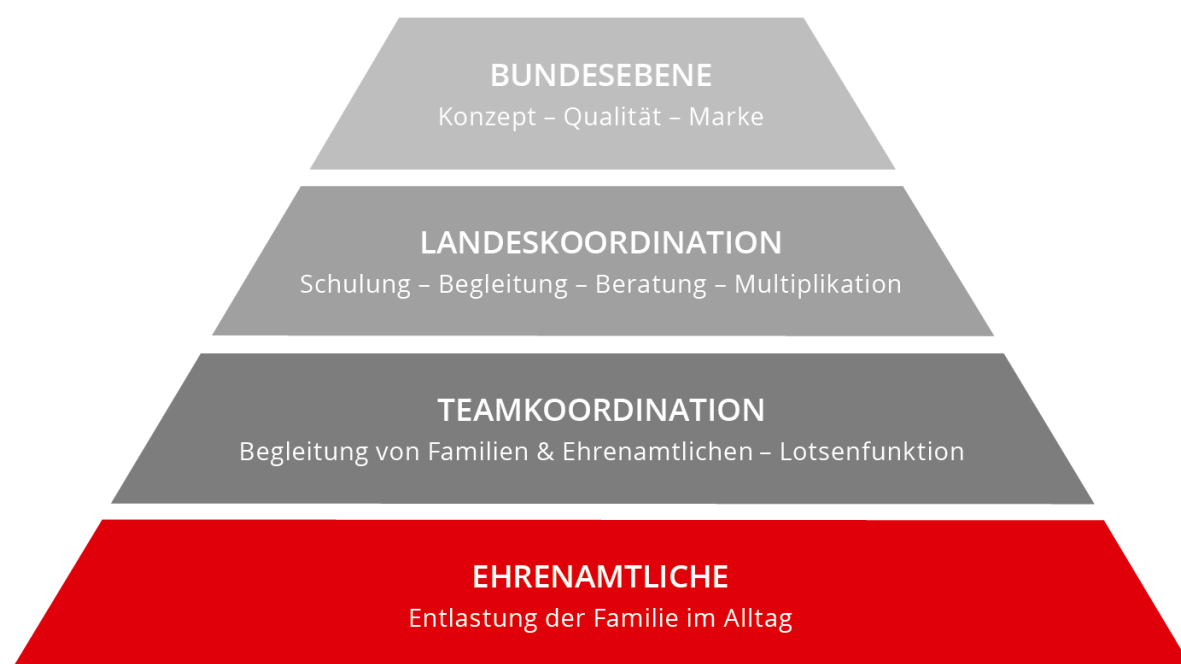 BUNDESEBENE
Konzept – Qualität – Marke
LANDESKOORDINATION
Schulung – Begleitung – Beratung – Multiplikation
TEAMKOORDINATION
Begleitung von Familien & Ehrenamtlichen – Lotsenfunktion
EHRENAMTLICHE
Entlastung der Familie im Alltag